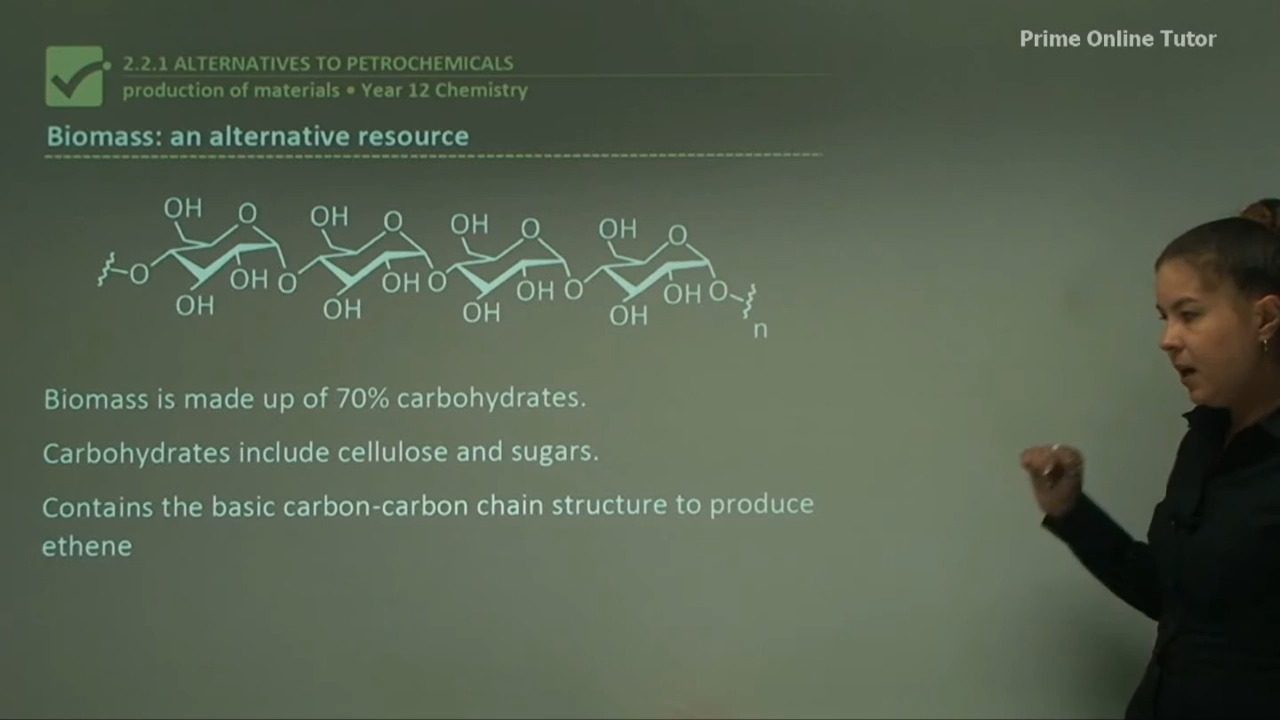 Prime Online Tutor
2.2.1 ALTERNATIVES TO PETROCHEMICALS
production of materials • Year 12 Chemistry
Biomass: an alternative resource
OH O OH O OH O OH O
O OH O OH O OH O OH O
OH OH OH OH
n
Biomass is made up of 70% carbohydrates.
Carbohydrates include cellulose and sugars.
Contains the basic carbon-carbon chain structure to produce
ethene